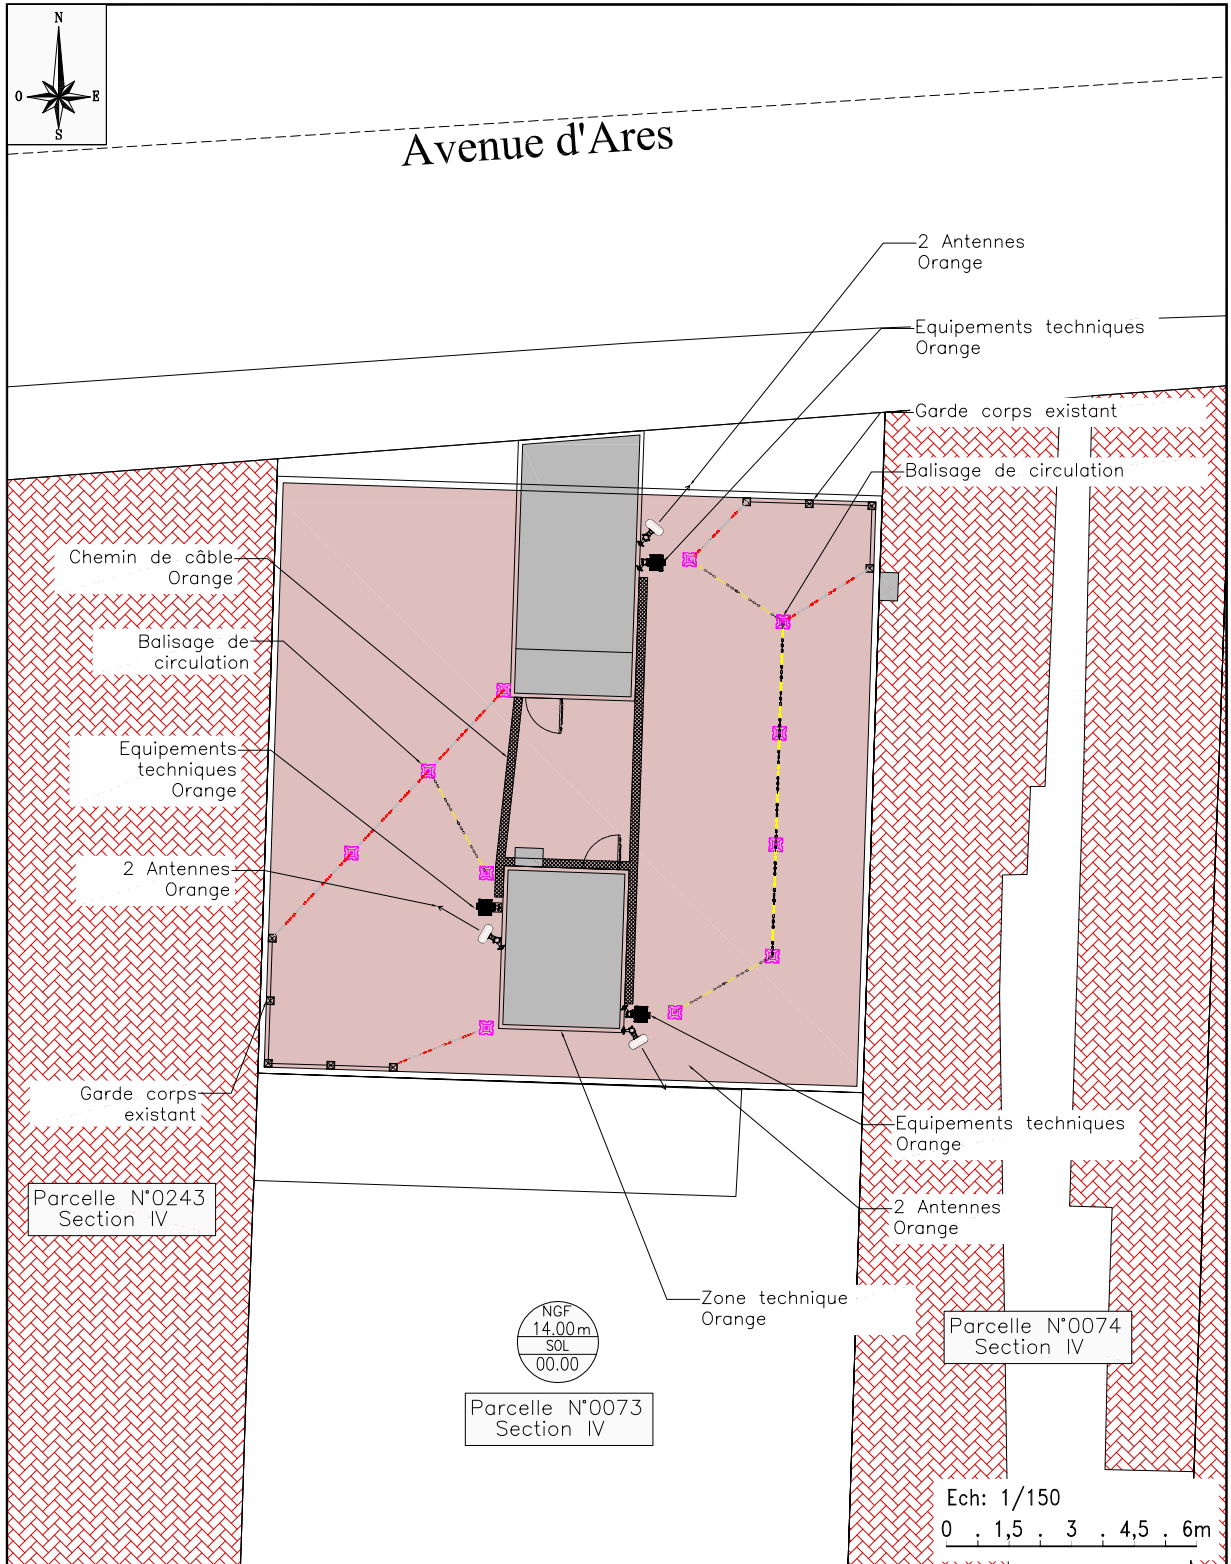 N
O
E
S
Avenue d'Ares
2 Antennes
Orange
Equipements techniques
Orange
Garde corps existant
Balisage de circulation
Chemin de câble
Orange
Balisage de
circulation
Equipements
techniques
Orange
2 Antennes
Orange
Garde corps
existant
Equipements techniques
Orange
2 Antennes
Orange
Zone technique
Orange
Parcelle N°0243
Section IV
NGF
14.00m
SOL
00.00
Parcelle N°0074
Section IV
Parcelle N°0073
Section IV
Ech: 1/150
0 . 1,5 . 3 . 4,5 . 6m